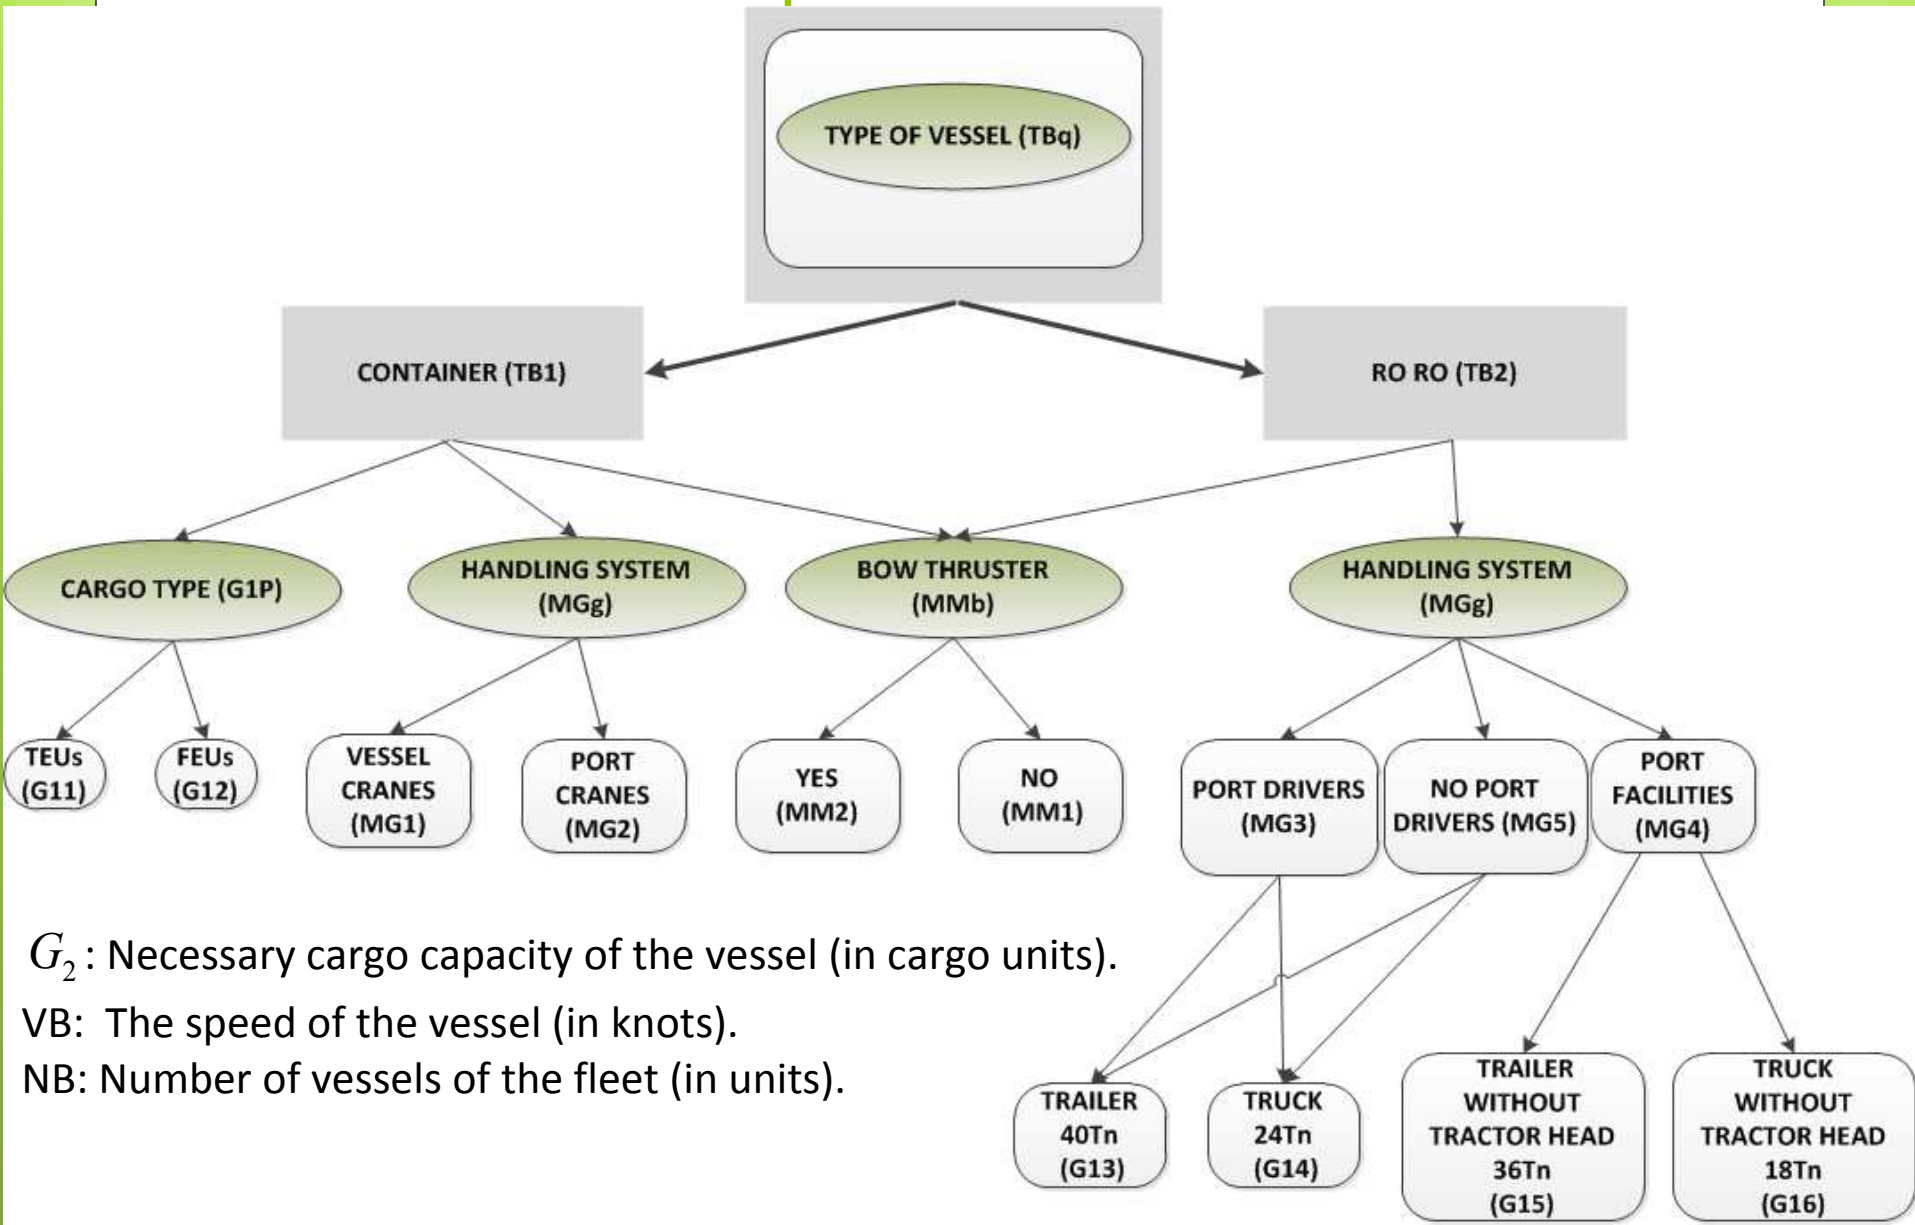 TYPE OF VESSEL (TBq)
CONTAINER (TB1)
RO RO (TB2)
CARGO TYPE (G1P)
HANDLING SYSTEM
(MGg)
BOW THRUSTER
(MMb)
HANDLING SYSTEM
(MGg)
TEUs
(G11)
FEUs
(G12)
VESSEL
CRANES
(MG1)
PORT
CRANES
(MG2)
YES
(MM2)
NO
(MM1)
PORT DRIVERS
(MG3)
NO PORT
DRIVERS (MG5)
PORT
FACILITIES
(MG4)
G₂ : Necessary cargo capacity of the vessel (in cargo units).
VB: The speed of the vessel (in knots).
NB: Number of vessels of the fleet (in units).
TRAILER
40Tn
(G13)
TRUCK
24Tn
(G14)
TRAILER
WITHOUT
TRACTOR HEAD
36Tn
(G15)
TRUCK
WITHOUT
TRACTOR HEAD
18Tn
(G16)